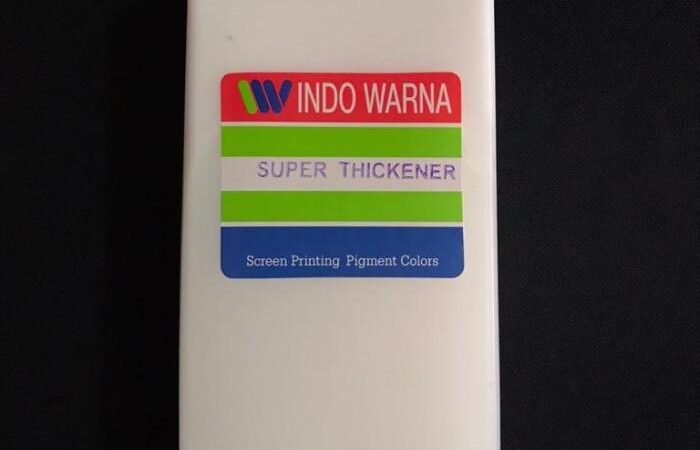 INDO WARNA
SUPER THICKENER
Screen Printing Pigment Colors